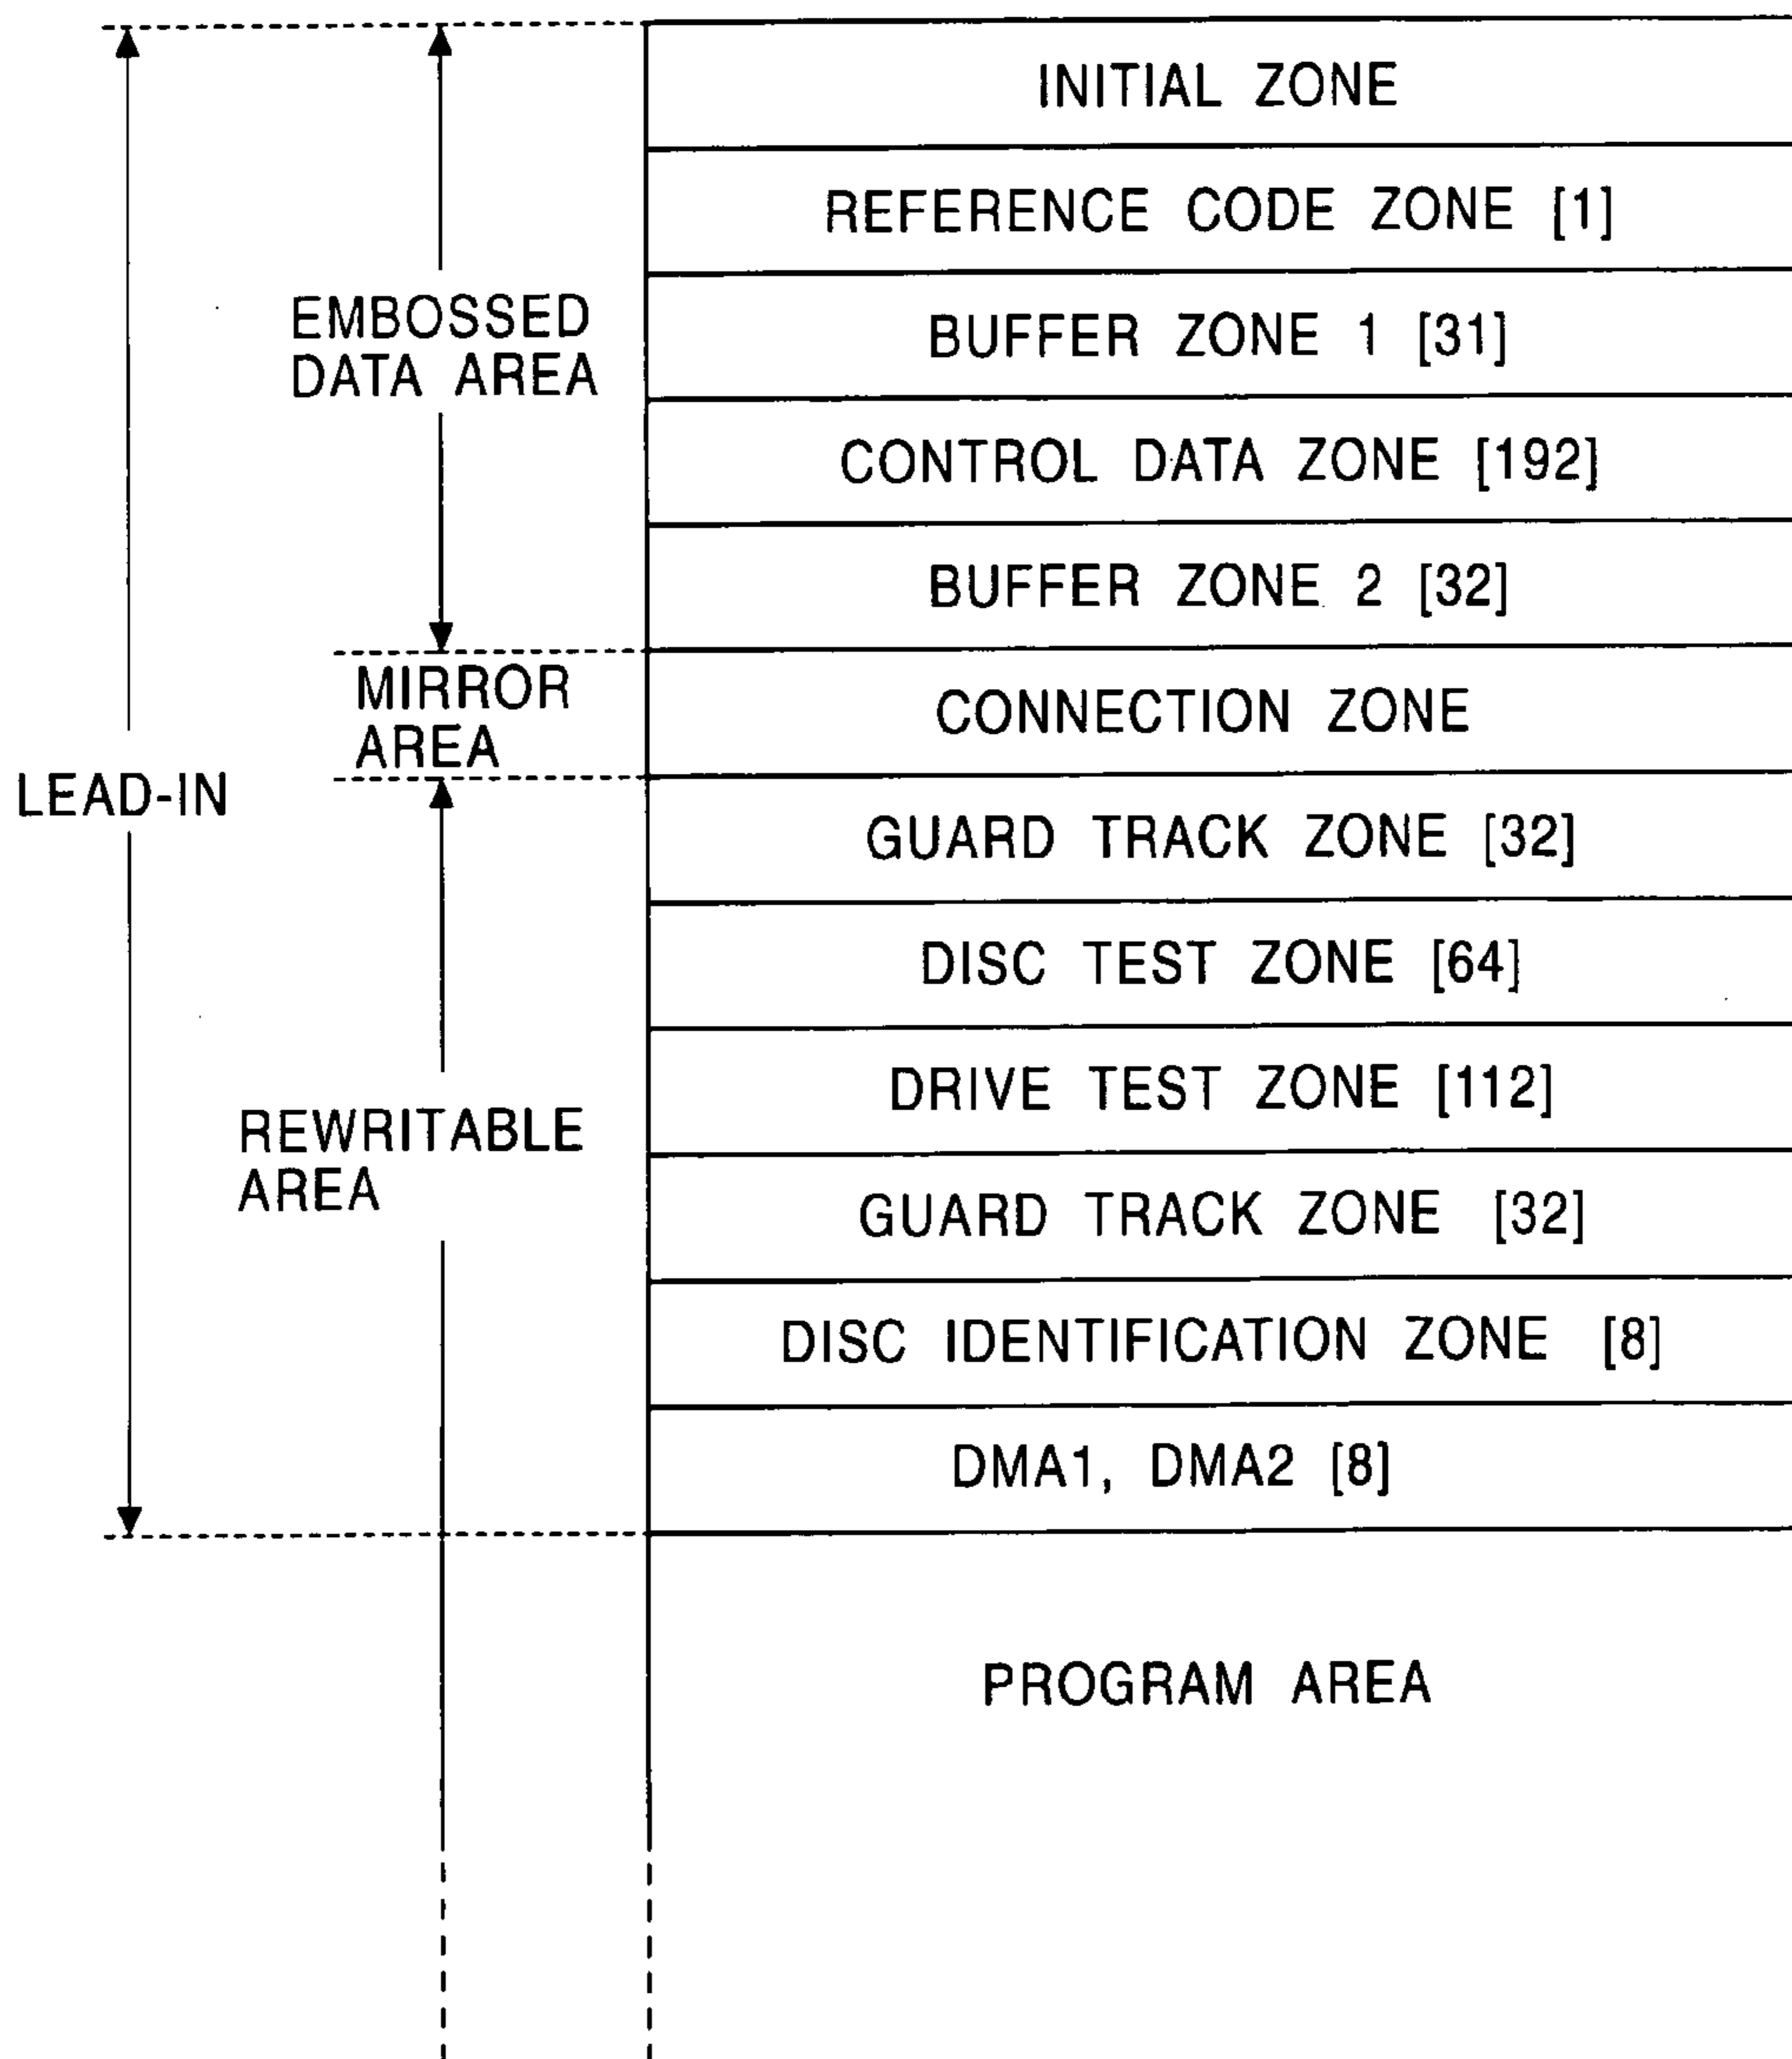 INITIAL ZONE
REFERENCE CODE ZONE [1]
EMBOSSED
DATA AREA
BUFFER ZONE 1 [31]
CONTROL DATA ZONE [192]
BUFFER ZONE 2 [32]
MIRROR
AREA
CONNECTION ZONE
LEAD-IN
GUARD TRACK ZONE [32]
DISC TEST ZONE [64]
DRIVE TEST ZONE [112]
REWRITABLE
AREA
GUARD TRACK ZONE [32]
DISC IDENTIFICATION ZONE [8]
DMA1, DMA2 [8]
PROGRAM AREA